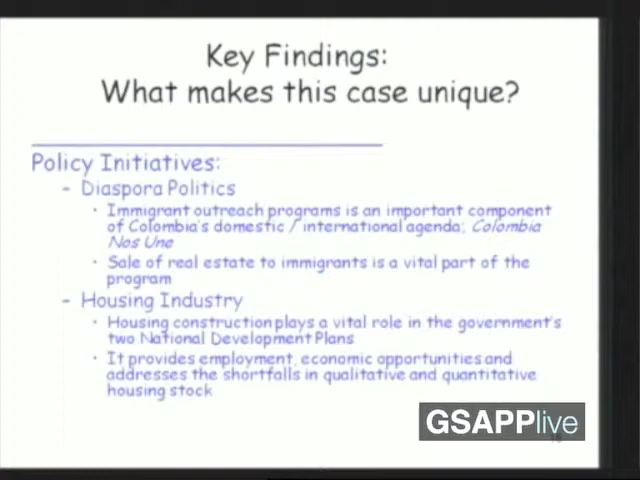 Key Findings:
What makes this case unique?
Policy Initiatives:
– Diaspora Politics
• Immigrant outreach programs is an important component
of Colombia's domestic / international agenda; Colombia
Nos Une
• Sale of real estate to immigrants is a vital part of the
program
– Housing Industry
• Housing construction plays a vital role in the government's
two National Development Plans
• It provides employment, economic opportunities and
addresses the shortfalls in qualitative and quantitative
housing stock
GSAPPlive